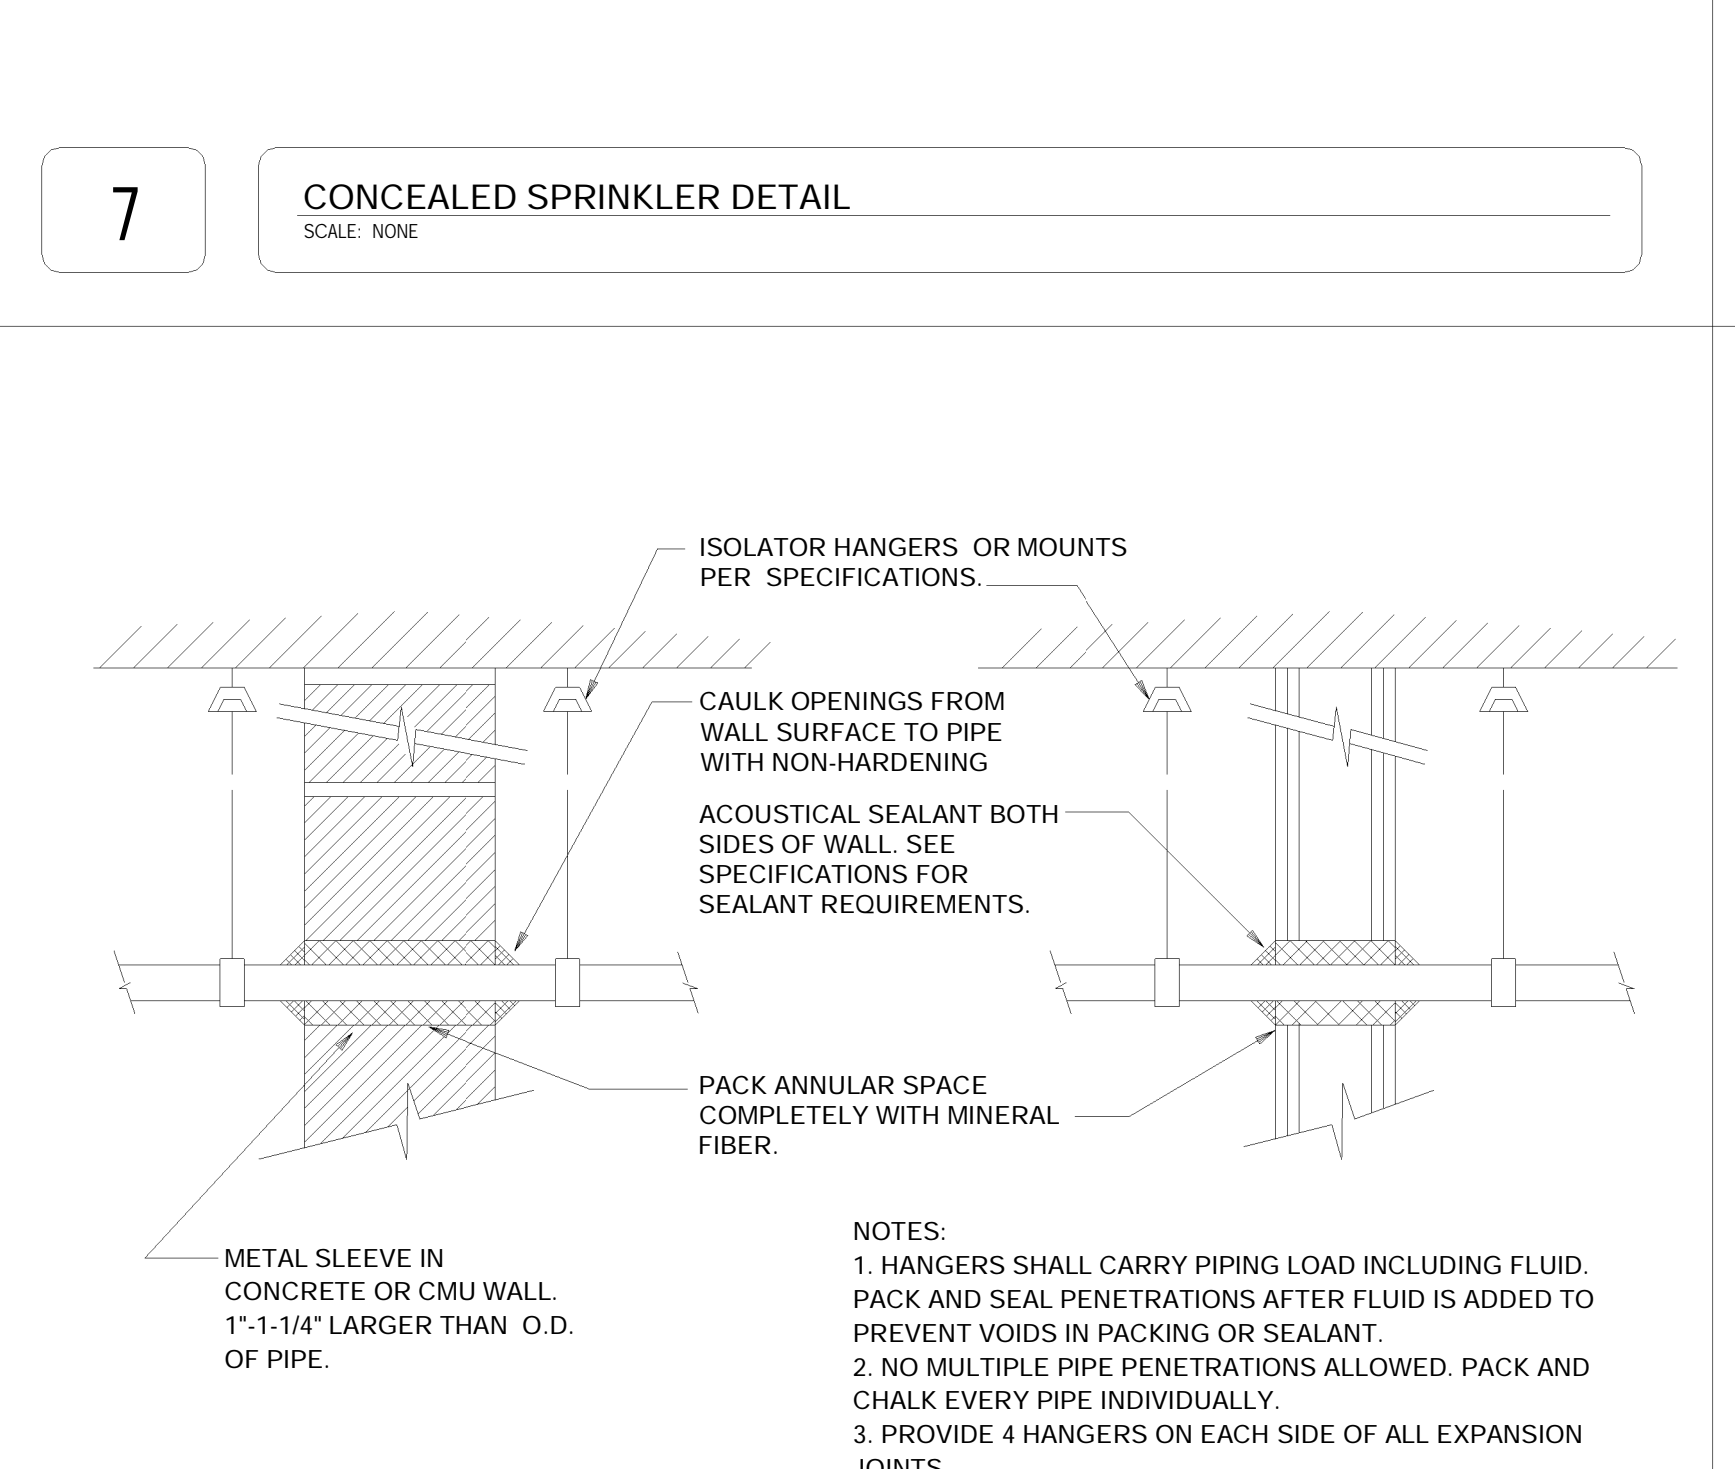 7
CONCEALED SPRINKLER DETAIL
SCALE: NONE
ISOLATOR HANGERS OR MOUNTS
PER SPECIFICATIONS.
CAULK OPENINGS FROM
WALL SURFACE TO PIPE
WITH NON-HARDENING
ACOUSTICAL SEALANT BOTH
SIDES OF WALL. SEE
SPECIFICATIONS FOR
SEALANT REQUIREMENTS.
PACK ANNULAR SPACE
COMPLETELY WITH MINERAL
FIBER.
METAL SLEEVE IN
CONCRETE OR CMU WALL.
1"-1-1/4" LARGER THAN O.D.
OF PIPE.
NOTES:
1. HANGERS SHALL CARRY PIPING LOAD INCLUDING FLUID.
PACK AND SEAL PENETRATIONS AFTER FLUID IS ADDED TO
PREVENT VOIDS IN PACKING OR SEALANT.
2. NO MULTIPLE PIPE PENETRATIONS ALLOWED. PACK AND
CHALK EVERY PIPE INDIVIDUALLY.
3. PROVIDE 4 HANGERS ON EACH SIDE OF ALL EXPANSION
JOINTS